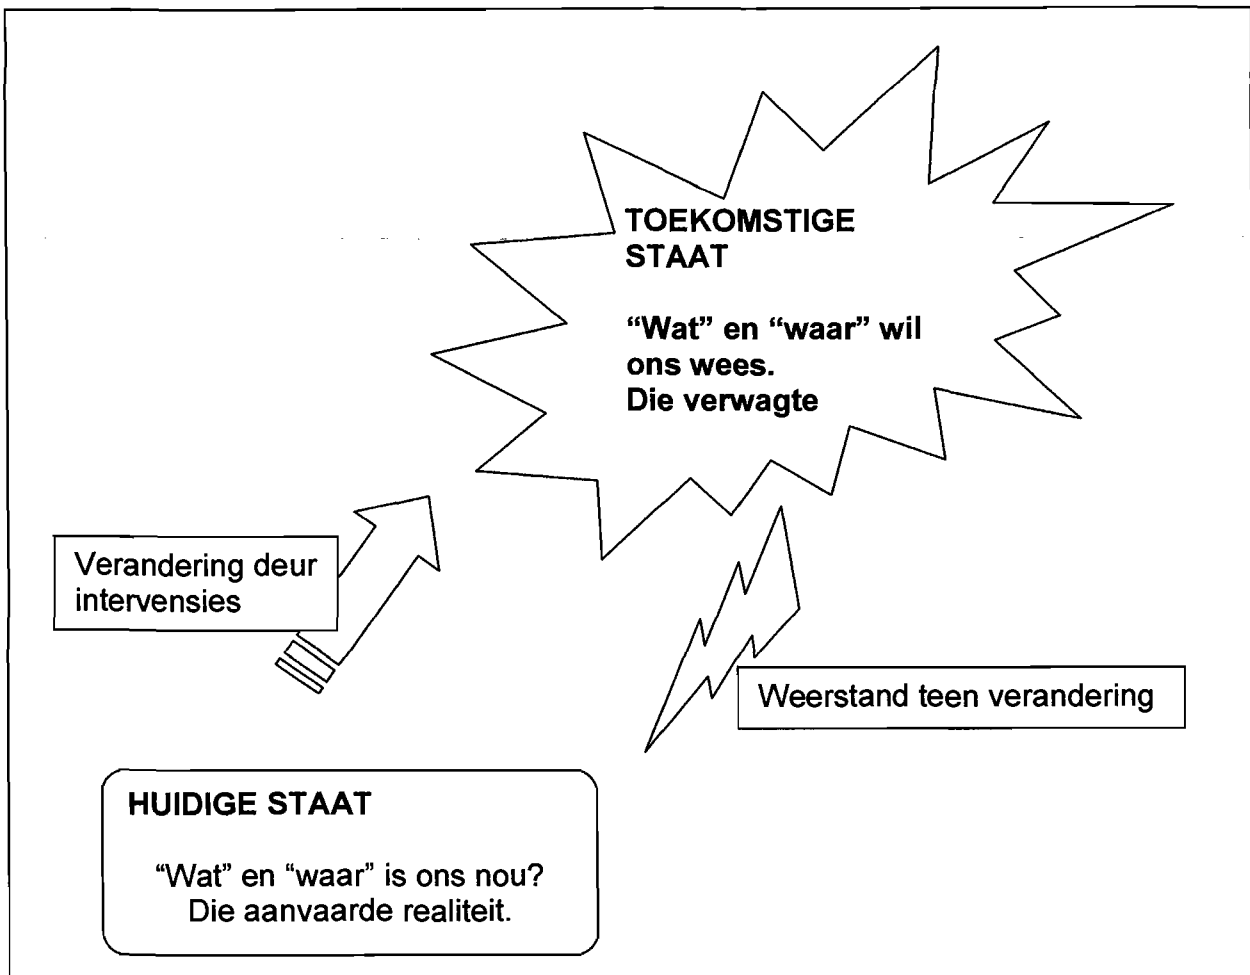 TOEKOMSTIGE
STAAT
“Wat” en “waar” wil
ons wees.
Die verwagte
Verandering deur
intervensies
Weerstand teen verandering
HUIDIGE STAAT
“Wat” en “waar” is ons nou?
Die aanvaarde realiteit.